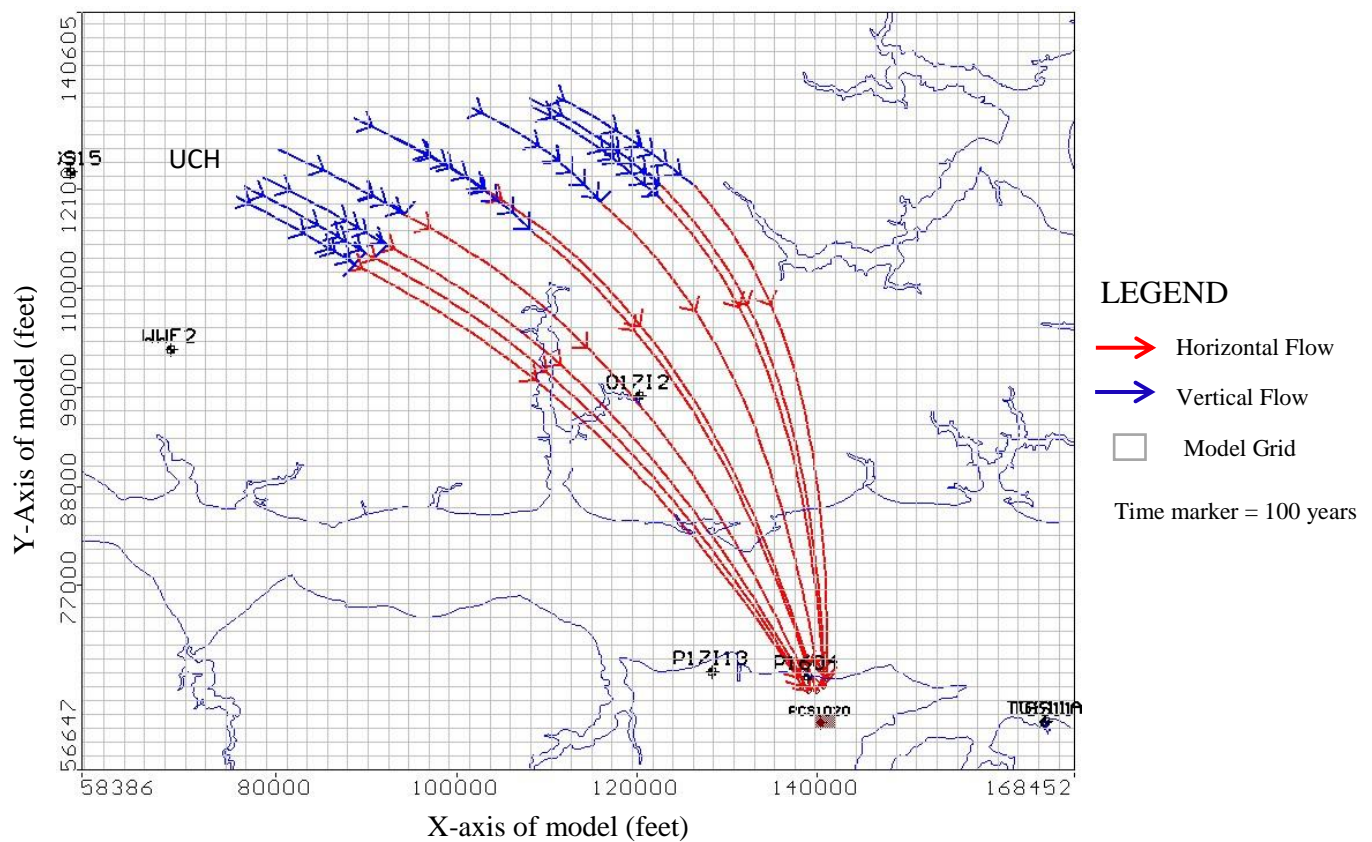 140605
121000
110000
99000
88000
77000
56647
Y-Axis of model (feet)
UCH
WWF2
O17I2
P17I13
PCS1020
58386
80000
100000
120000
140000
168452
X-axis of model (feet)
LEGEND
Horizontal Flow
Vertical Flow
Model Grid
Time marker = 100 years